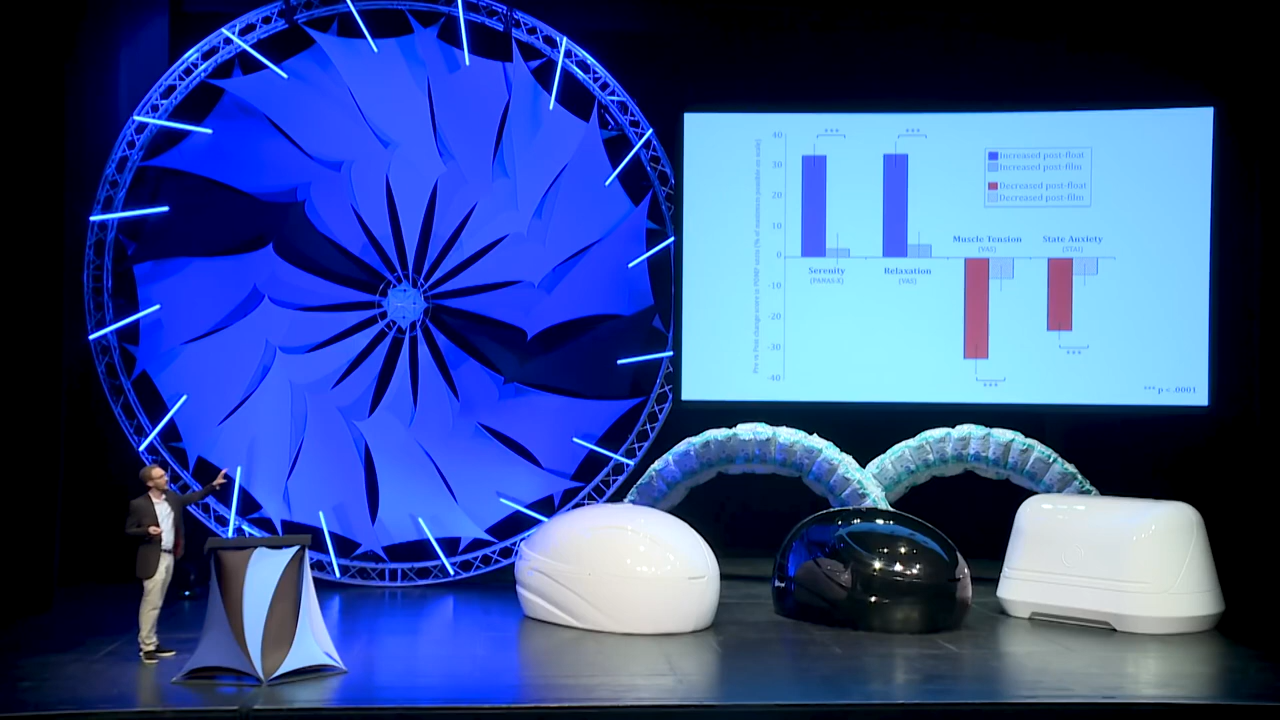 ***
***
40
30
20
10
0
-10
-20
-30
-40
Increased post-float
Increased post-film
Decreased post-float
Decreased post-film
Muscle Tension
(VAS)
State Anxiety
(STAI)
Serenity
(PANAS-X)
Relaxation
(VAS)
***
***
*** p < .0001